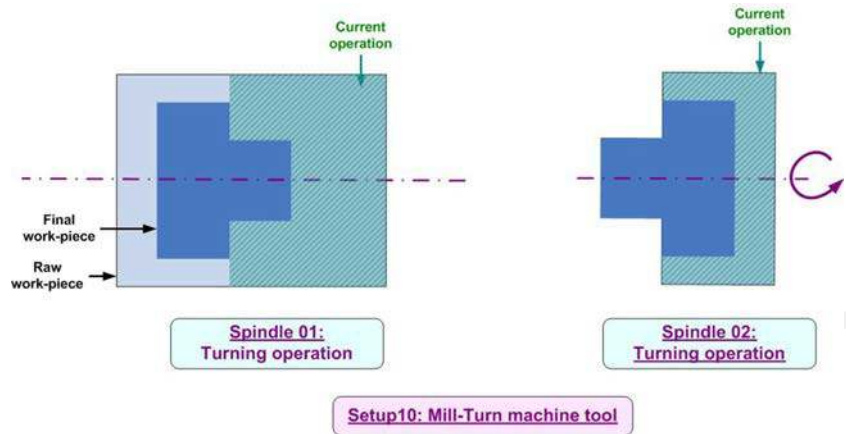 Current
operation
Current
operation
Final
work-piece
Raw
work-piece
Spindle 01:
Turning operation
Spindle 02:
Turning operation
Setup10: Mill-Turn machine tool